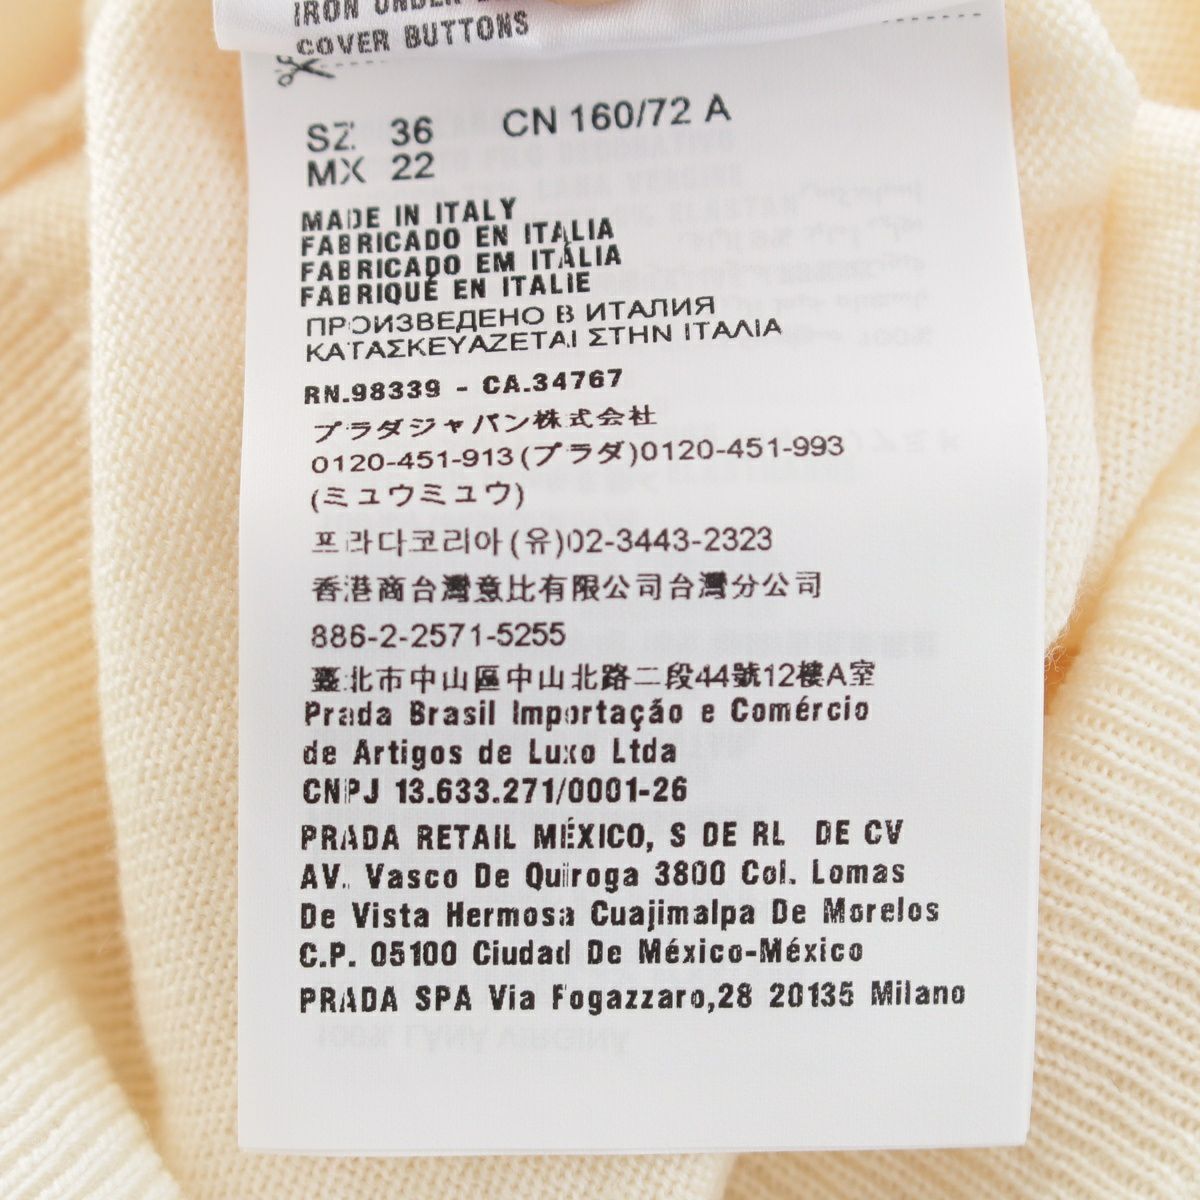 IRON UNDER
COVER BUTTONS
SZ 36 CN 160/72 A
MX 22
MADE IN ITALY
FABRICADO EN ITALIA
FABRICADO EM ITÁLIA
FABRIQUÉ EN ITALIE
ПРОИЗВЕДЕНО В ИТАЛИЯ
ΚΑΤΑΣΚΕΥΑΖΕΤΑΙ ΣΤΗΝ ΙΤΑΛΙΑ
RN.98339 - CA.34767
プラダジャパン株式会社
0120-451-913(プラダ)0120-451-993
(ミュウミュウ)
프라다코리아(유)02-3443-2323
香港商台灣意比有限公司台灣分公司
886-2-2571-5255
臺北市中山區中山北路二段44號12樓A室
Prada Brasil Importação e Comércio
de Artigos de Luxo Ltda
CNPJ 13.633.271/0001-26
PRADA RETAIL MÉXICO, S DE RL DE CV
AV. Vasco De Quiroga 3800 Col. Lomas
De Vista Hermosa Cuajimalpa De Morelos
C.P. 05100 Ciudad De México-México
PRADA SPA Via Fogazzaro,28 20135 Milano